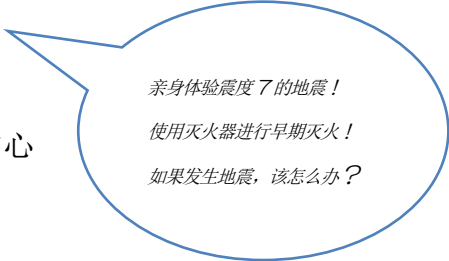 亲身体验震度７的地震！
使用灭火器进行早期灭火！
心
如果发生地震，该怎么办？